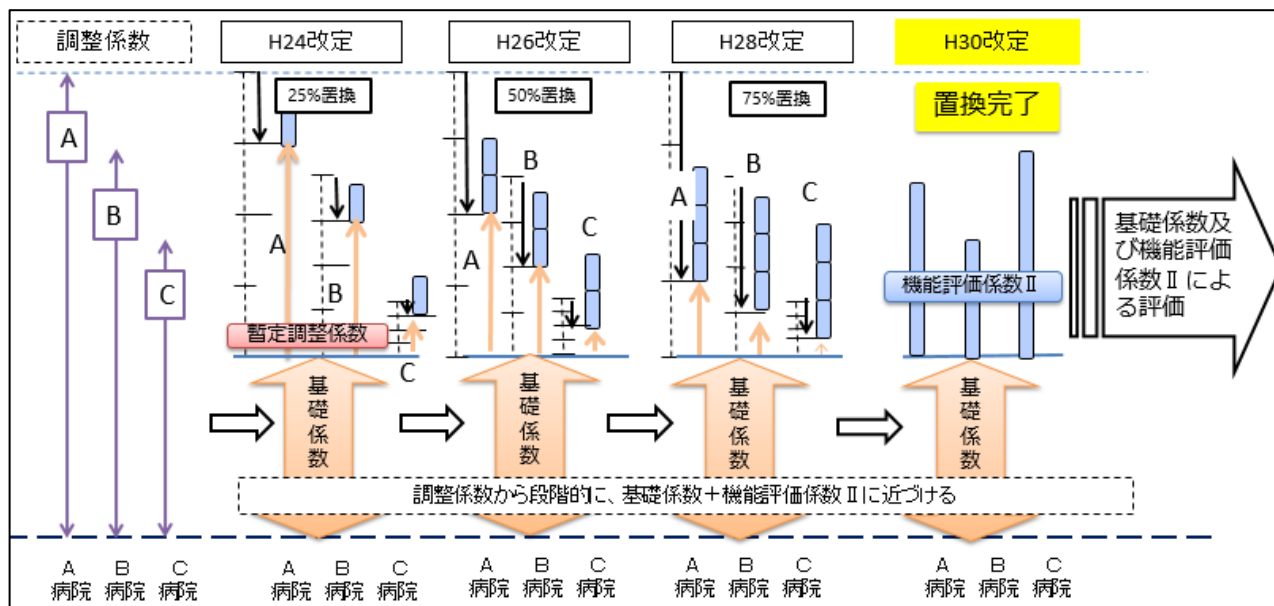 調整係数
H24改定
H26改定
H28改定
H30改定
25%置換
50%置換
75%置換
置換完了
A
B
C
A
B
C
A
B
C
A
B
C
暫定調整係数
機能評価係数Ⅱ
基礎係数及
び機能評価
係数Ⅱによ
る評価
基礎係数
基礎係数
基礎係数
基礎係数
調整係数から段階的に、基礎係数＋機能評価係数Ⅱに近づける
A B C
病院 病院 病院
A B C
病院 病院 病院
A B C
病院 病院 病院
A B C
病院 病院 病院
A B C
病院 病院 病院